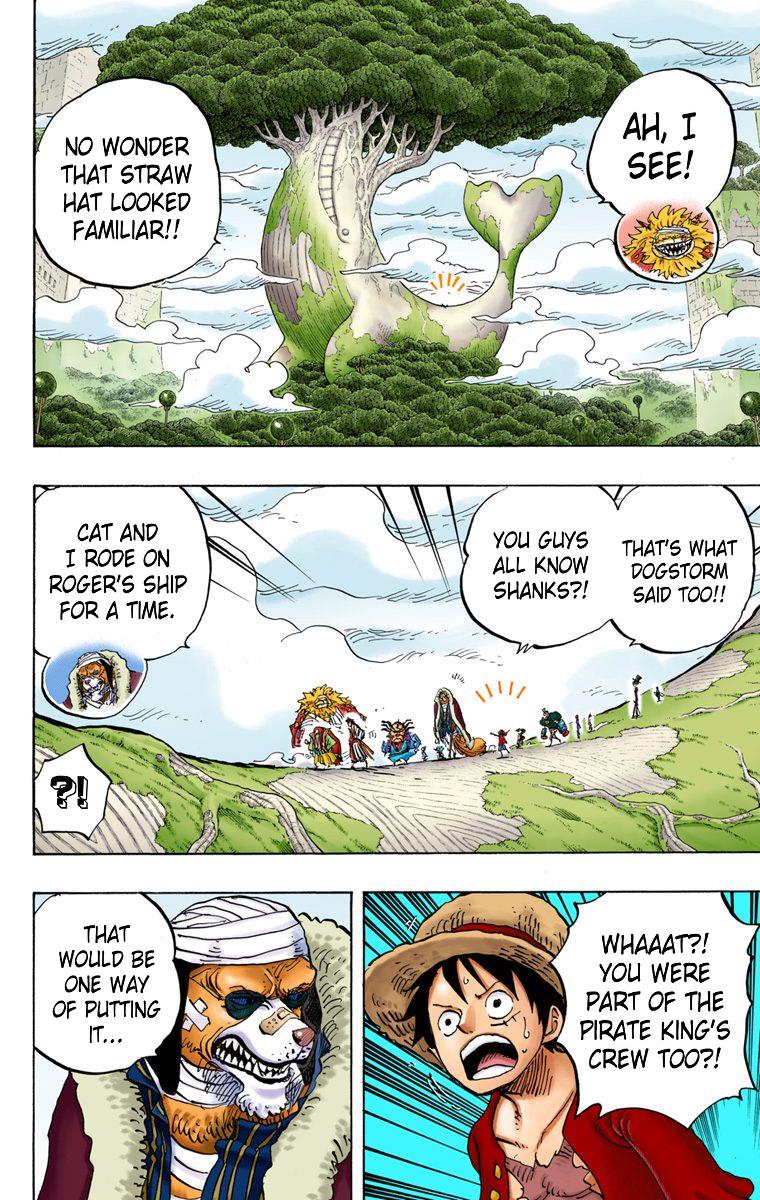 AH, I
SEE!
NO WONDER
THAT STRAW
HAT LOOKED
FAMILIAR!!
THAT'S WHAT
DOGSTORM
SAID TOO!!
YOU GUYS
ALL KNOW
SHANKS?!
CAT AND
I RODE ON
ROGER'S SHIP
FOR A TIME.
?!
WHAAAT?!
YOU WERE
PART OF THE
PIRATE KING'S
CREW TOO?!
THAT
WOULD BE
ONE WAY
OF PUTTING
IT...